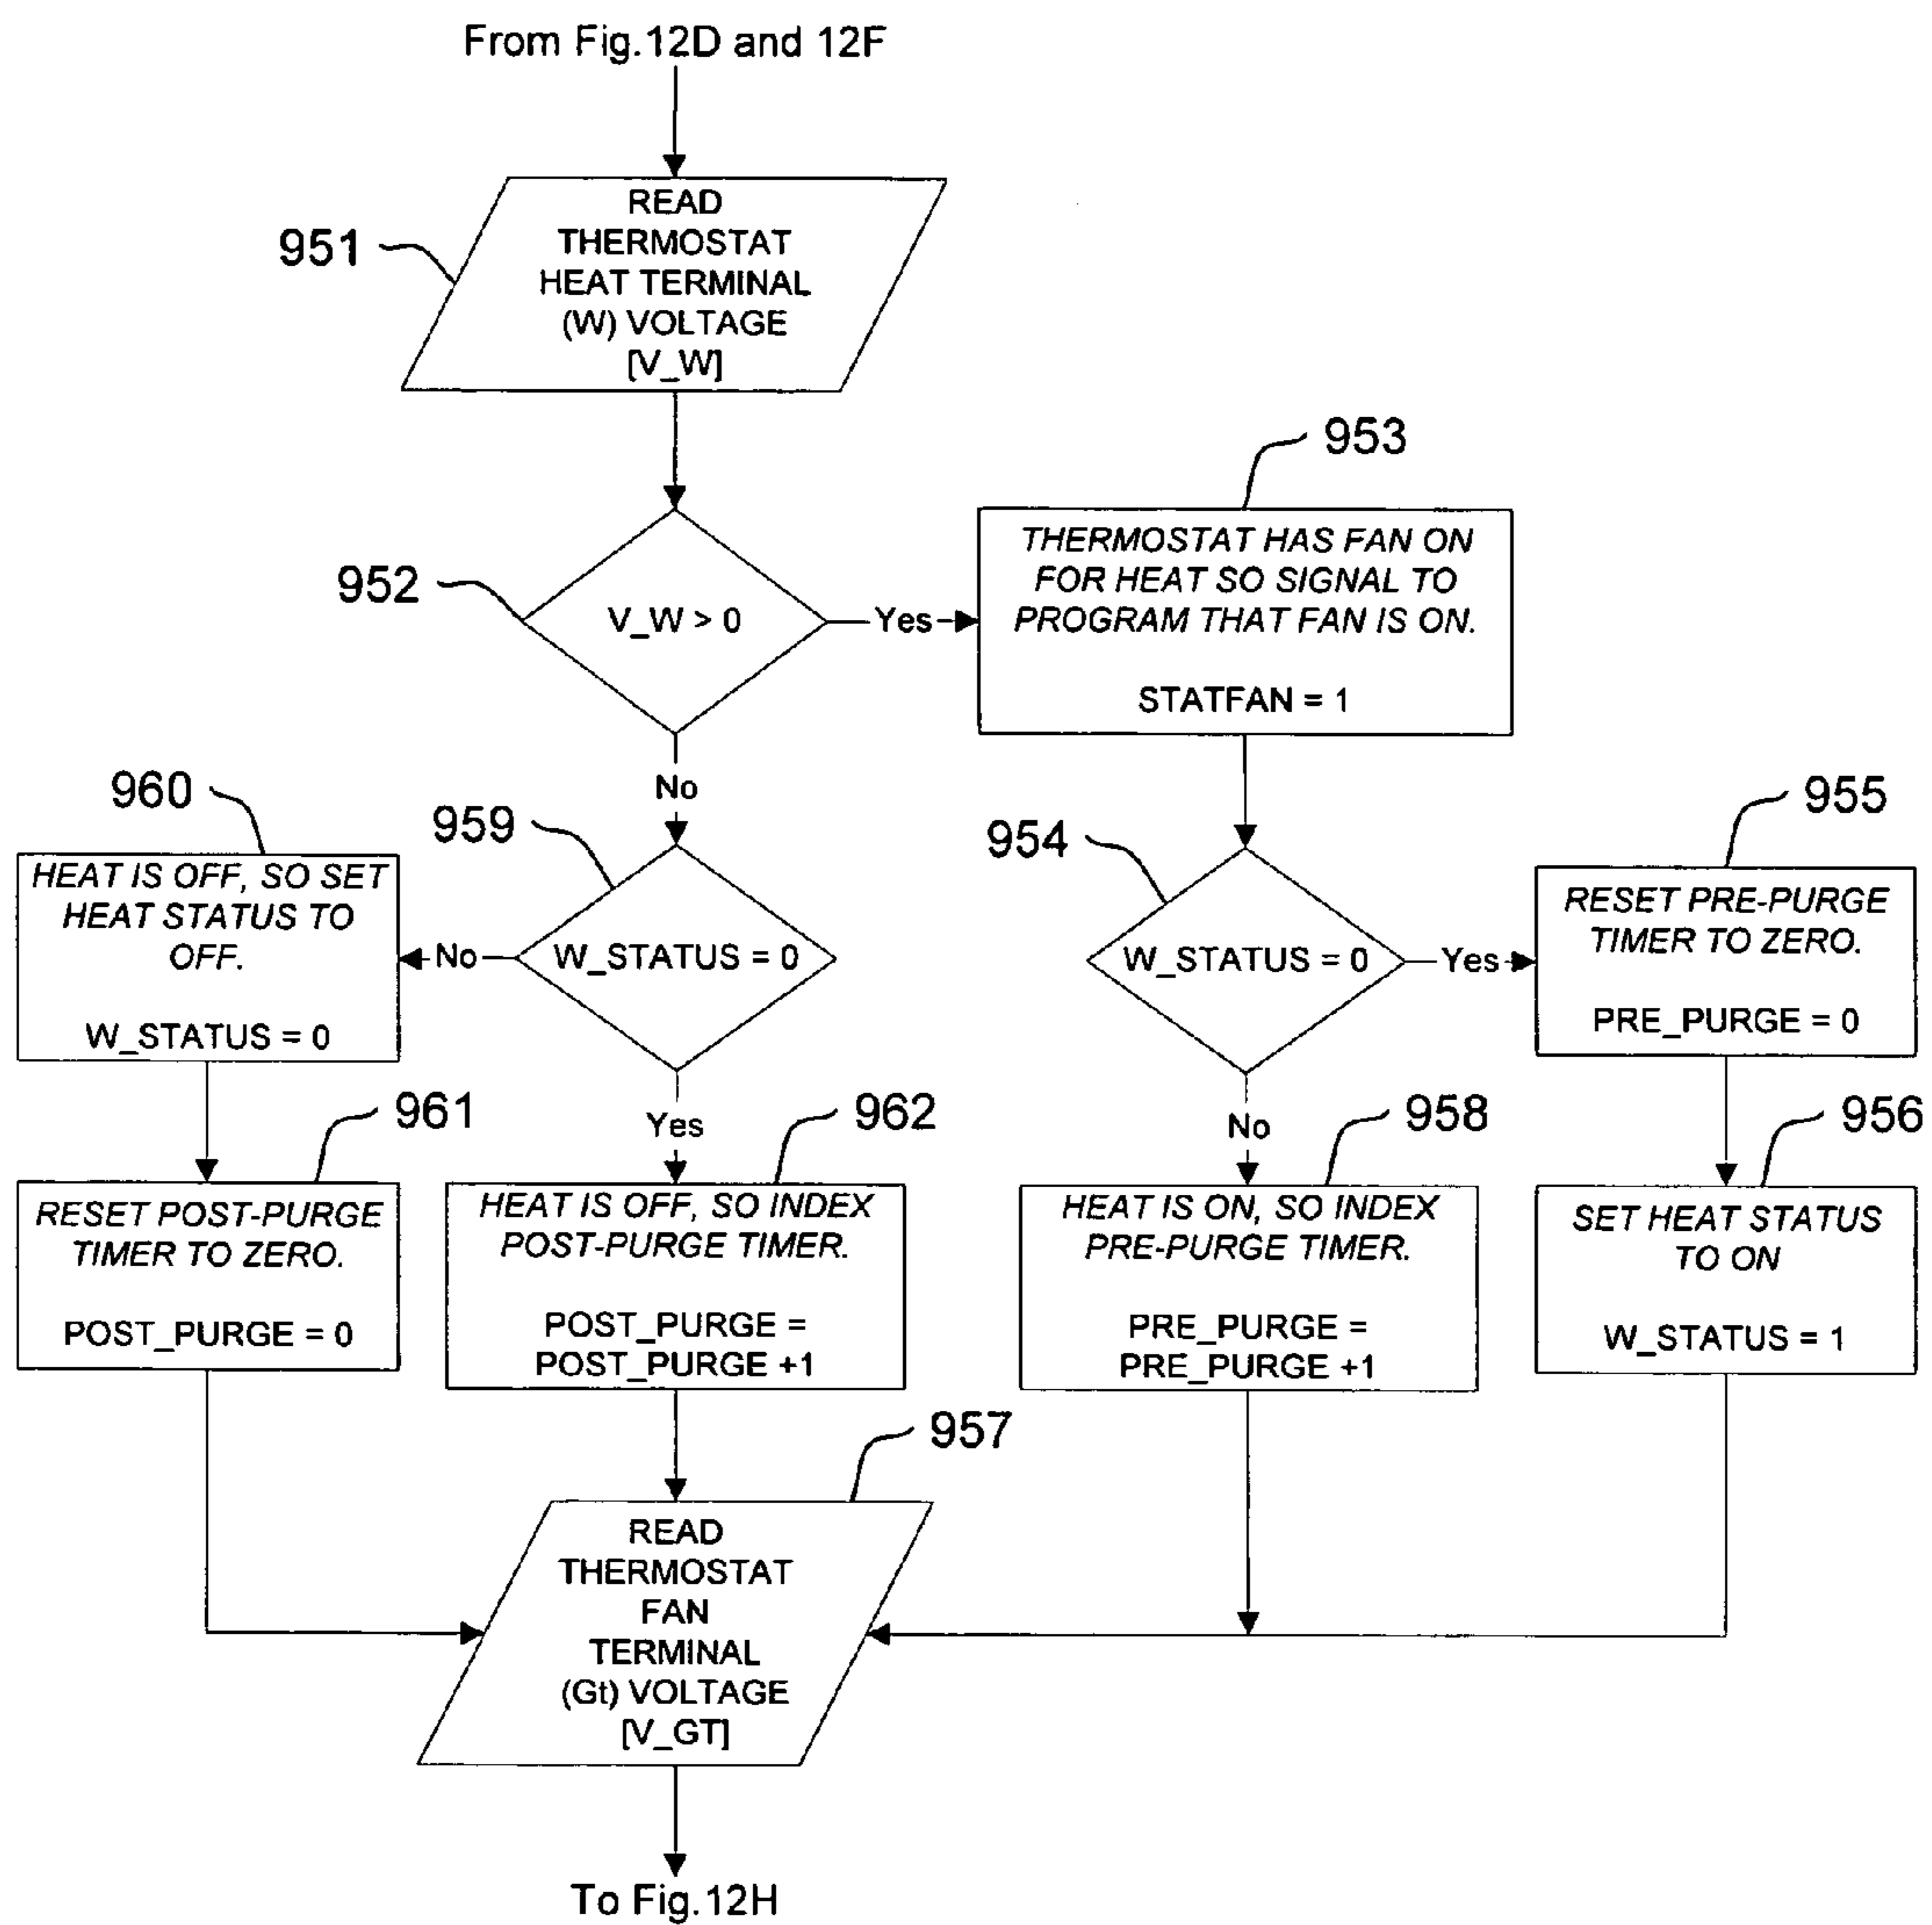 From Fig.12D and 12F
951
READ
THERMOSTAT
HEAT TERMINAL
(W) VOLTAGE
[V_W]
952
V_W > 0
Yes
No
953
THERMOSTAT HAS FAN ON
FOR HEAT SO SIGNAL TO
PROGRAM THAT FAN IS ON.
STATFAN = 1
960
HEAT IS OFF, SO SET
HEAT STATUS TO
OFF.
W_STATUS = 0
959
W_STATUS = 0
No
Yes
954
W_STATUS = 0
Yes
No
955
RESET PRE-PURGE
TIMER TO ZERO.
PRE_PURGE = 0
961
RESET POST-PURGE
TIMER TO ZERO.
POST_PURGE = 0
962
HEAT IS OFF, SO INDEX
POST-PURGE TIMER.
POST_PURGE =
POST_PURGE +1
958
HEAT IS ON, SO INDEX
PRE-PURGE TIMER.
PRE_PURGE =
PRE_PURGE +1
956
SET HEAT STATUS
TO ON
W_STATUS = 1
957
READ
THERMOSTAT
FAN
TERMINAL
(Gt) VOLTAGE
[V_GT]
To Fig.12H